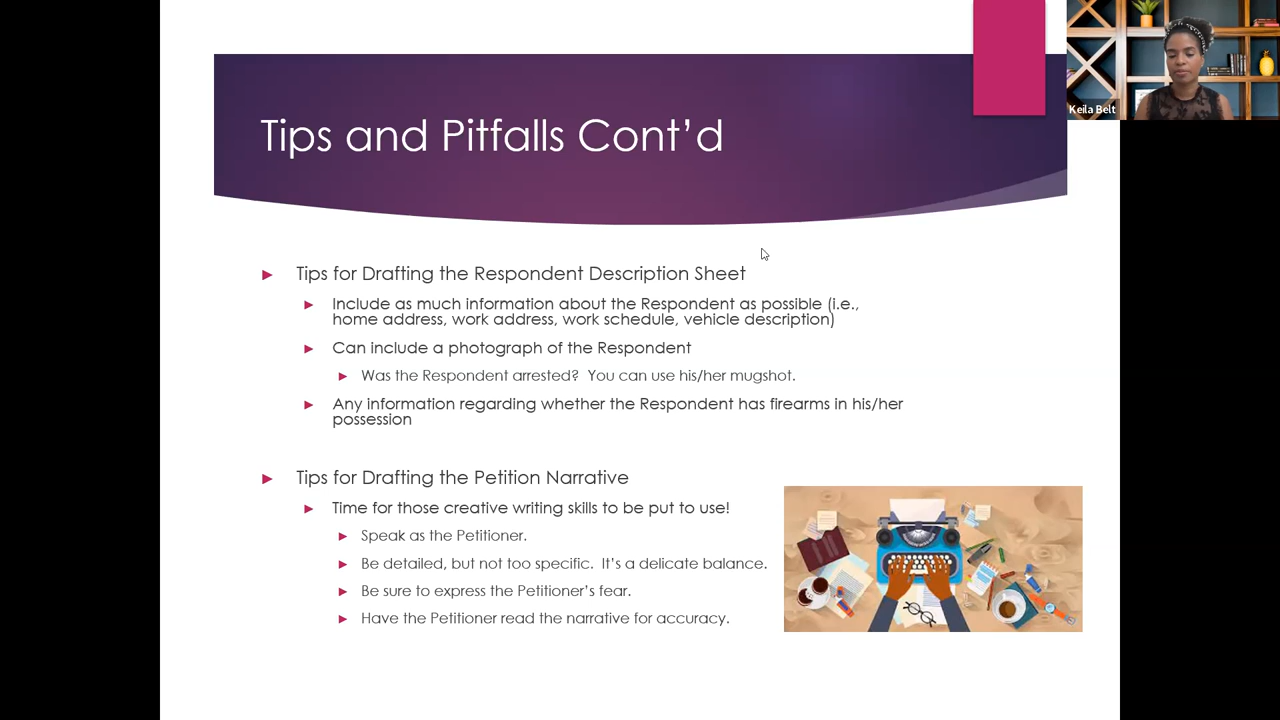 Keila Belt
Tips and Pitfalls Cont’d
Tips for Drafting the Respondent Description Sheet
Include as much information about the Respondent as possible (i.e.,
home address, work address, work schedule, vehicle description)
Can include a photograph of the Respondent
Was the Respondent arrested?  You can use his/her mugshot.
Any information regarding whether the Respondent has firearms in his/her
possession
Tips for Drafting the Petition Narrative
Time for those creative writing skills to be put to use!
Speak as the Petitioner.
Be detailed, but not too specific.  It’s a delicate balance.
Be sure to express the Petitioner’s fear.
Have the Petitioner read the narrative for accuracy.